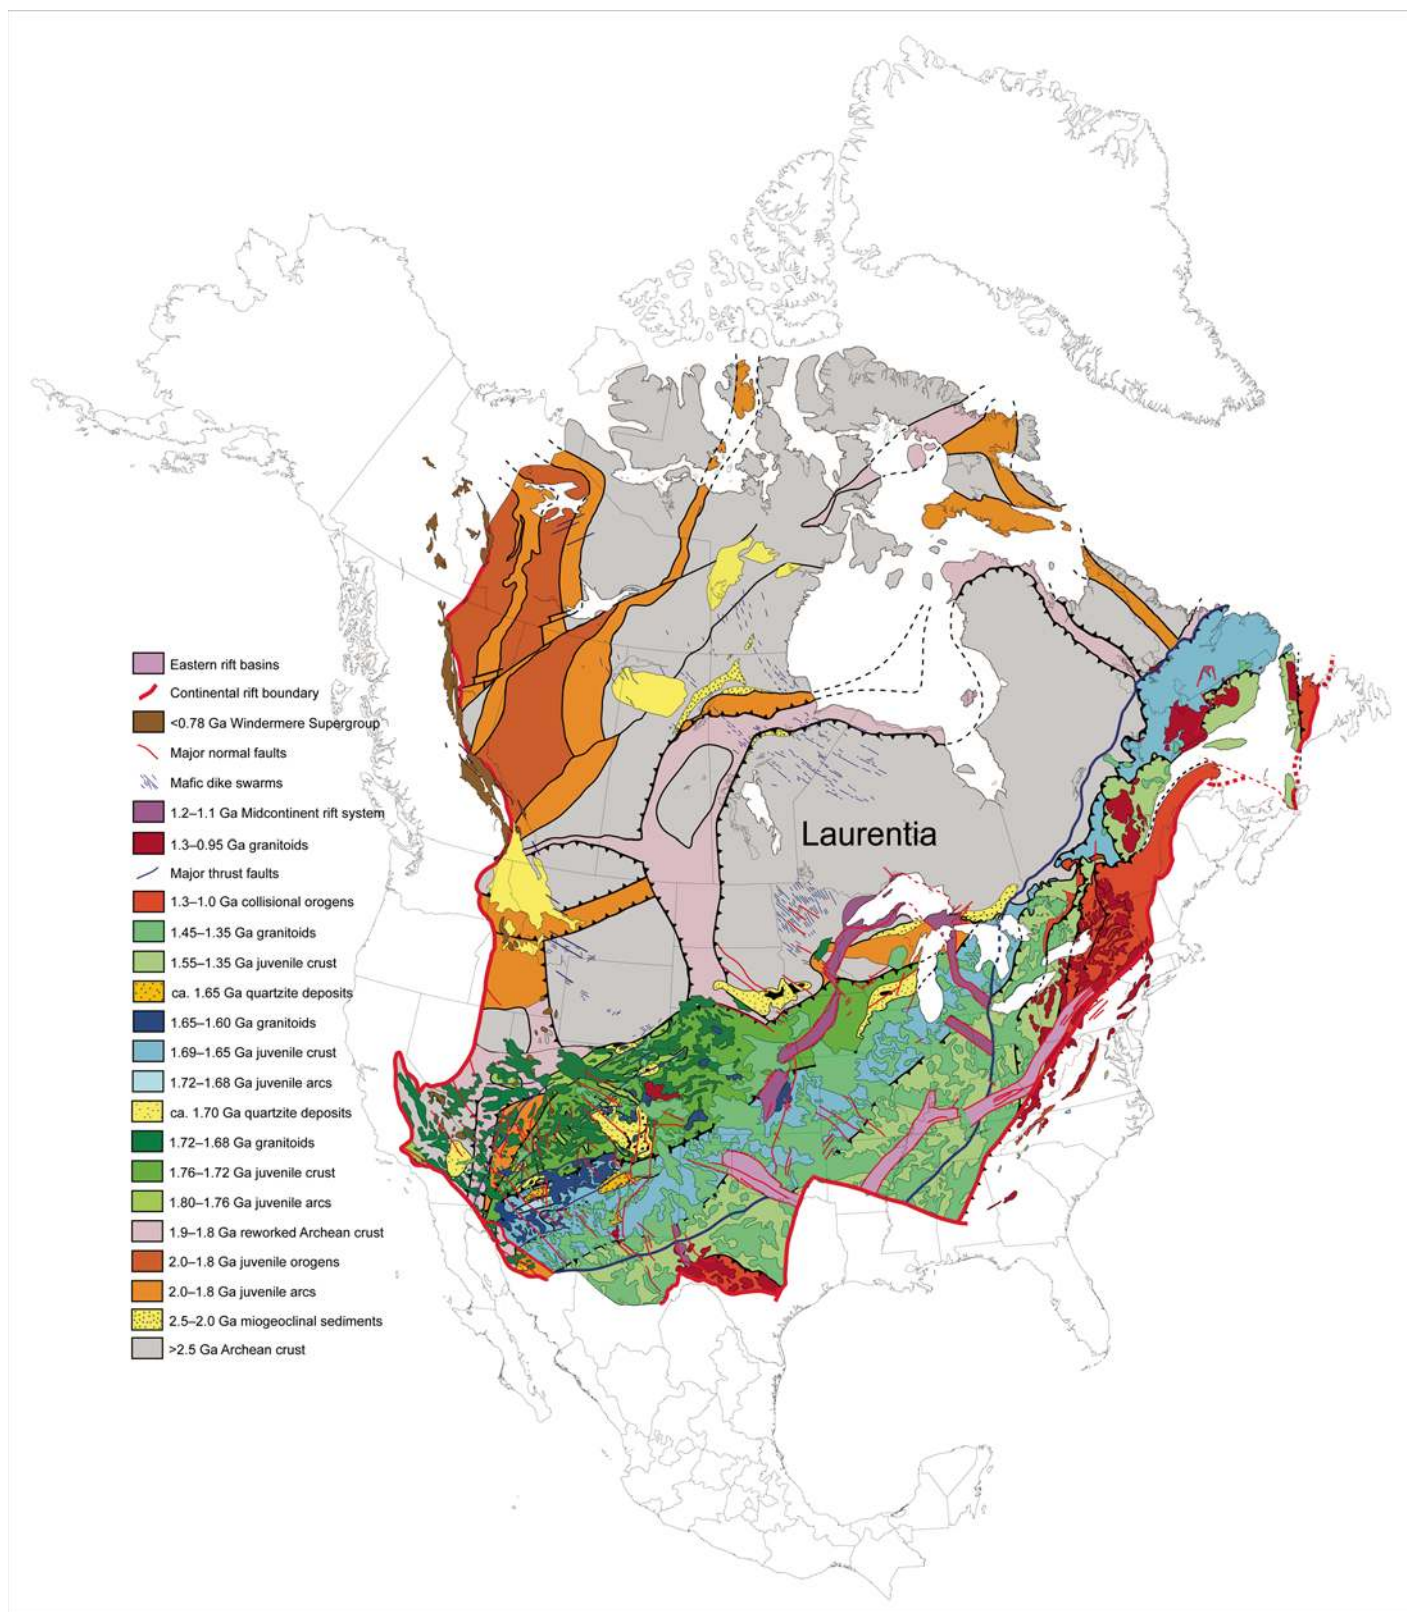 Laurentia
Eastern rift basins
Continental rift boundary
<0.78 Ga Windermere Supergroup
Major normal faults
Mafic dike swarms
1.2–1.1 Ga Midcontinent rift system
1.3–0.95 Ga granitoids
Major thrust faults
1.3–1.0 Ga collisional orogens
1.45–1.35 Ga granitoids
1.55–1.35 Ga juvenile crust
ca. 1.65 Ga quartzite deposits
1.65–1.60 Ga granitoids
1.69–1.65 Ga juvenile crust
1.72–1.68 Ga juvenile arcs
ca. 1.70 Ga quartzite deposits
1.72–1.68 Ga granitoids
1.76–1.72 Ga juvenile crust
1.80–1.76 Ga juvenile arcs
1.9–1.8 Ga reworked Archean crust
2.0–1.8 Ga juvenile orogens
2.0–1.8 Ga juvenile arcs
2.5–2.0 Ga miogeoclinal sediments
>2.5 Ga Archean crust